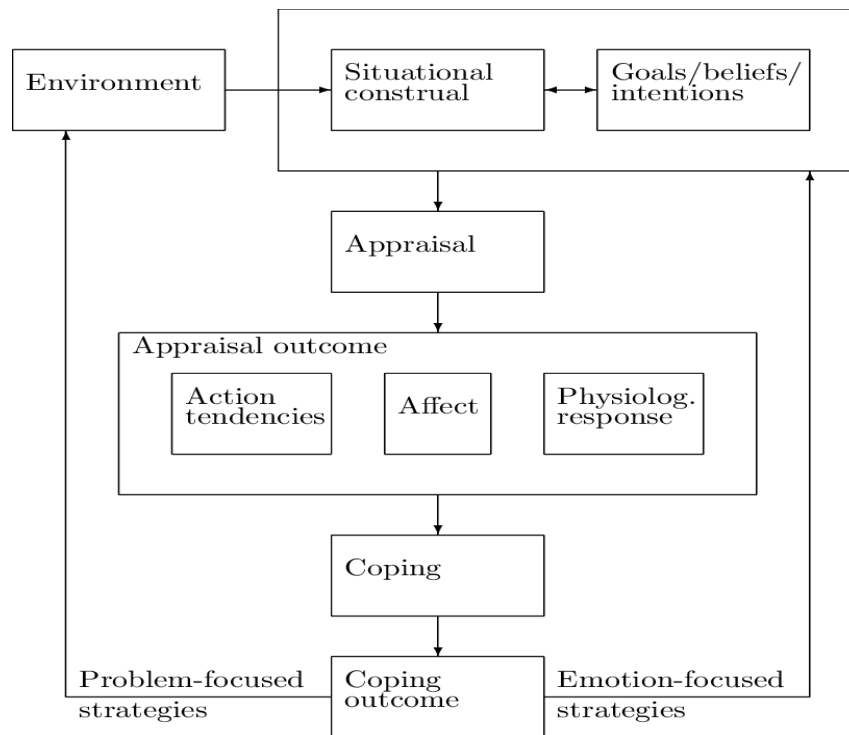 Environment
Situational
construal
Goals/beliefs/
intentions
Appraisal
Appraisal outcome
Action
tendencies
Affect
Physiolog.
response
Coping
Problem-focused
strategies
Coping
outcome
Emotion-focused
strategies